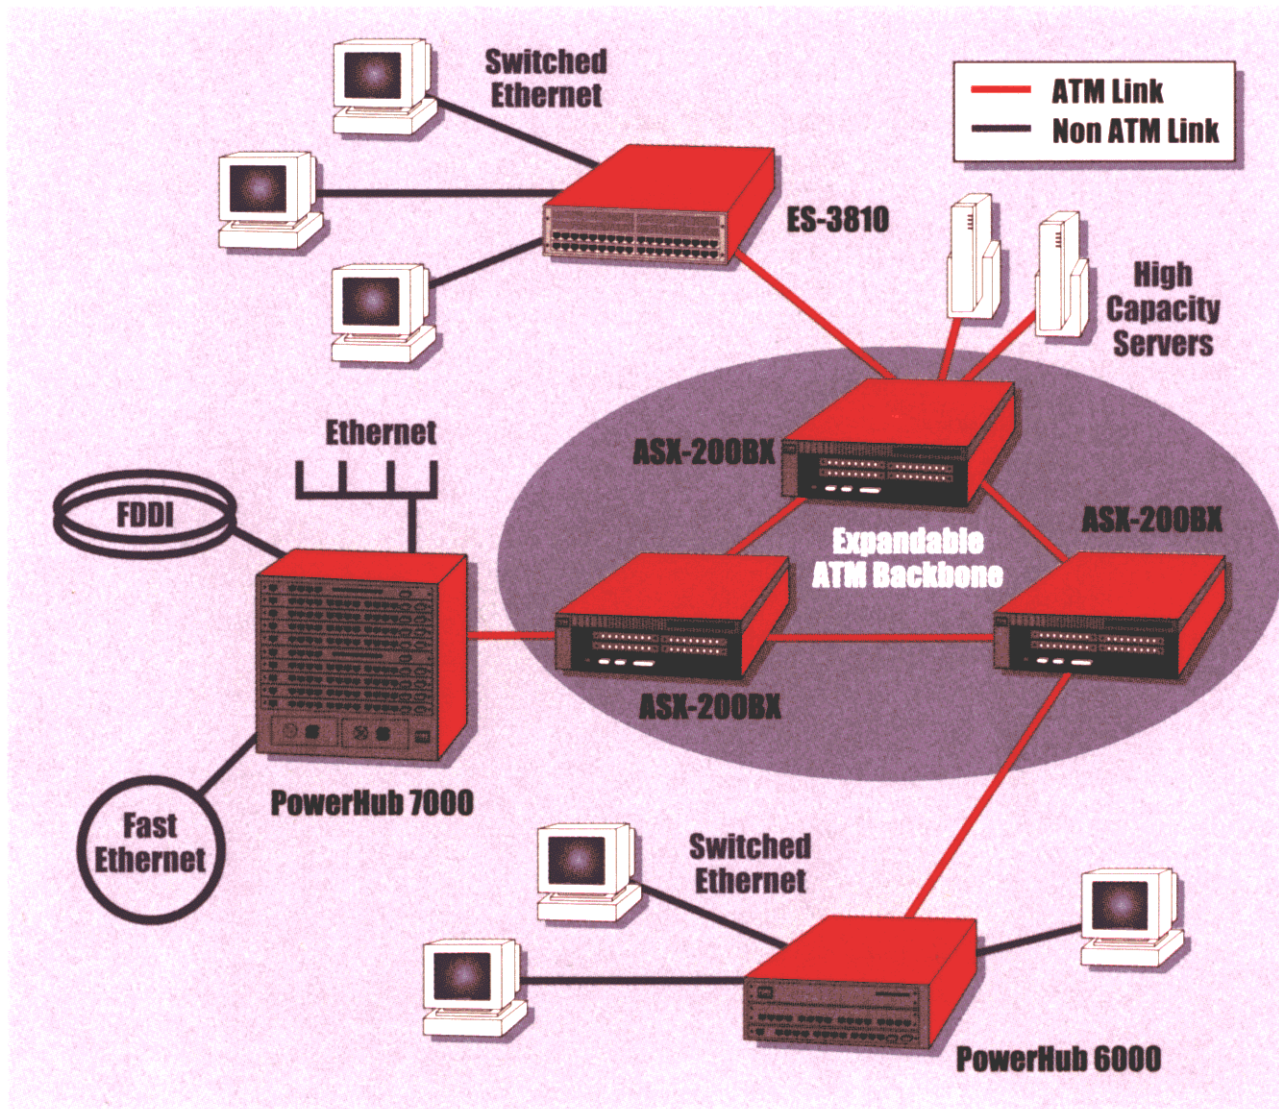 Switched
Ethernet
ATM Link
Non ATM Link
ES-3810
High
Capacity
Servers
Ethernet
ASX-200BX
FDDI
ASX-200BX
Expandable
ATM Backbone
ASX-200BX
PowerHub 7000
Fast
Ethernet
Switched
Ethernet
PowerHub 6000